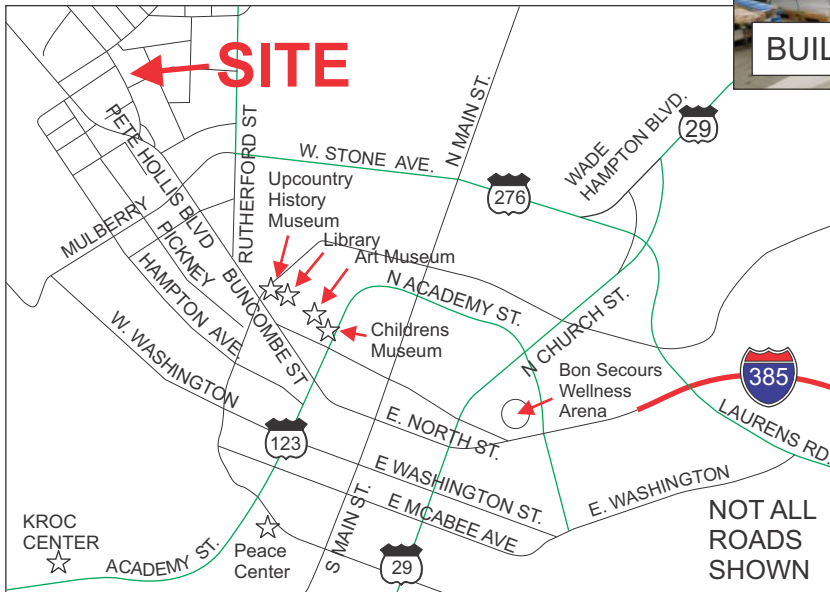 BUIL
SITE
N MAIN ST.
29
WADE
HAMPTON BLVD.
PETE HOLLIS BLVD
RUTHERFORD ST
W. STONE AVE.
276
Upcountry
History
Museum
MULBERRY
Library
Art Museum
PICKNEY
BUNCOMBE ST
HAMPTON AVE.
N ACADEMY ST.
N CHURCH ST.
Childrens
Museum
W. WASHINGTON
Bon Secours
Wellness
Arena
385
LAURENS RD.
E. NORTH ST.
123
E WASHINGTON ST.
E. WASHINGTON
E MCABEE AVE
S MAIN ST.
NOT ALL
ROADS
SHOWN
KROC
CENTER
ACADEMY ST.
Peace
Center
29